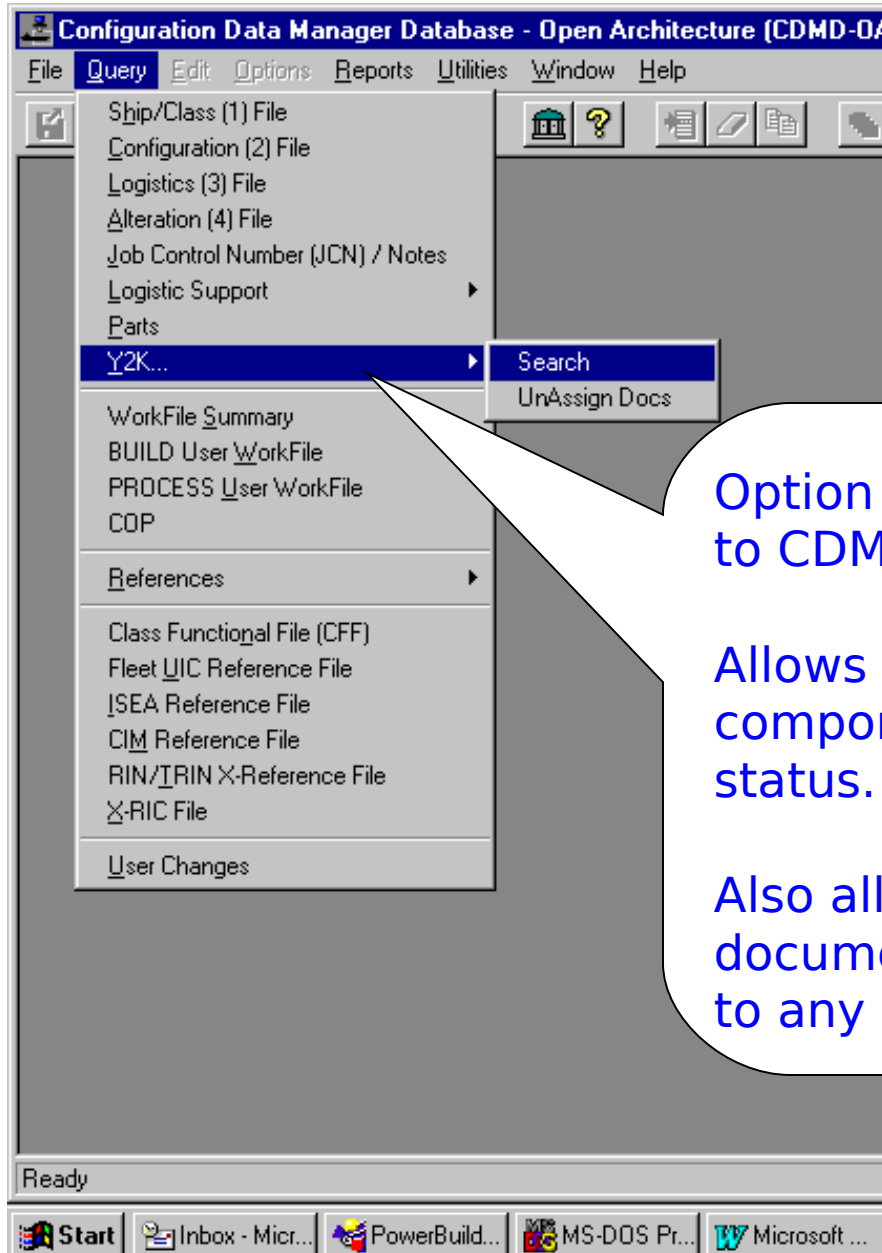 Configuration Data Manager Database - Open Architecture (CDMD-OA
File Query Edit Options Reports Utilities Window Help
Ship/Class (1) File
Configuration (2) File
Logistics (3) File
Alteration (4) File
Job Control Number (JCN) / Notes
Logistic Support
Parts
Y2K...
Search
UnAssign Docs
WorkFile Summary
BUILD User WorkFile
PROCESS User WorkFile
COP
References
Class Functional File (CFF)
Fleet UIC Reference File
ISEA Reference File
CIM Reference File
RIN/TRIN X-Reference File
X-RIC File
User Changes
Option
to CDM
Allows
compon
status.
Also all
docume
to any
Ready
Start Inbox - Micr... PowerBuild... MS-DOS Pr... Microsoft ...